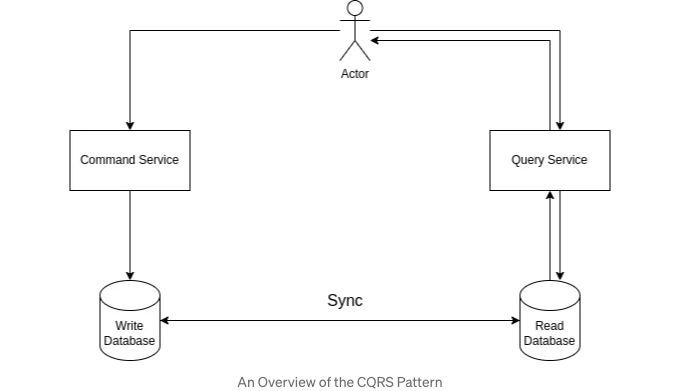 Actor
Command Service
Query Service
Sync
Write
Database
Read
Database
An Overview of the CQRS Pattern